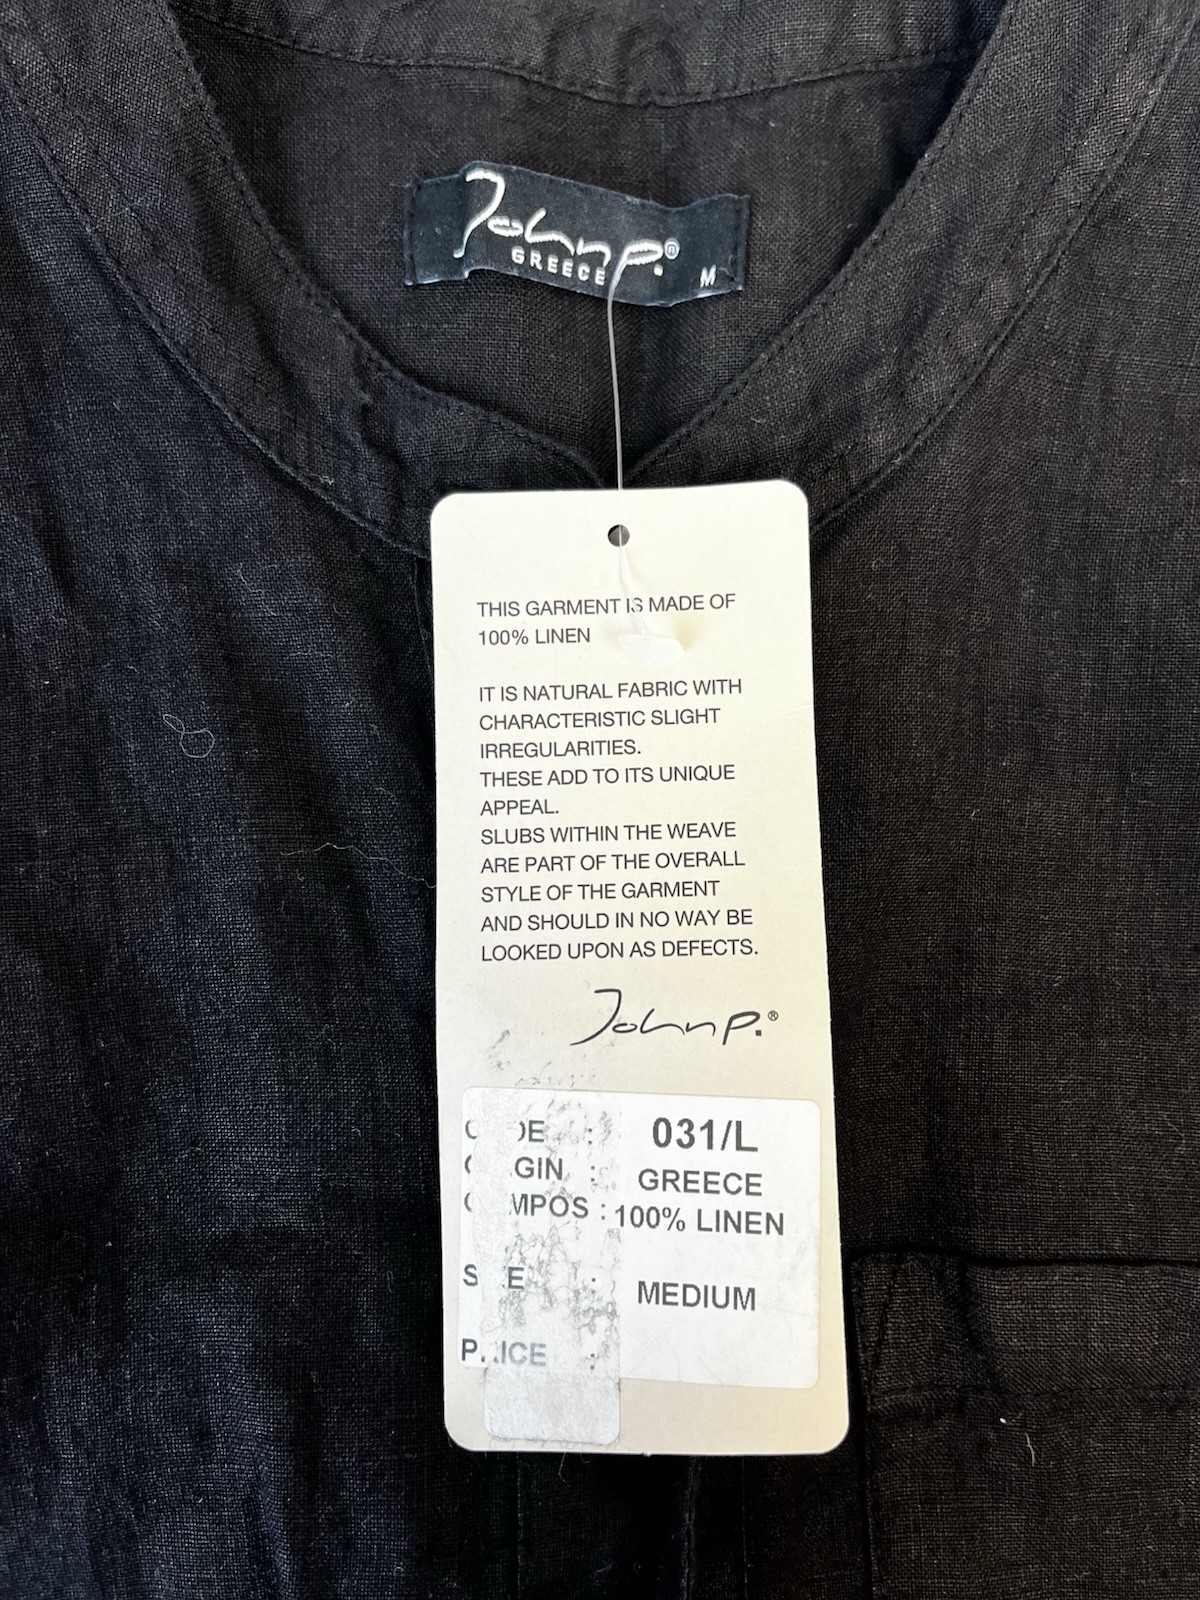 John P.®
GREECE
M
THIS GARMENT IS MADE OF
100% LINEN
IT IS NATURAL FABRIC WITH
CHARACTERISTIC SLIGHT
IRREGULARITIES.
THESE ADD TO ITS UNIQUE
APPEAL.
SLUBS WITHIN THE WEAVE
ARE PART OF THE OVERALL
STYLE OF THE GARMENT
AND SHOULD IN NO WAY BE
LOOKED UPON AS DEFECTS.
John P.®
: 031/L
: GREECE
: 100% LINEN
: MEDIUM
: